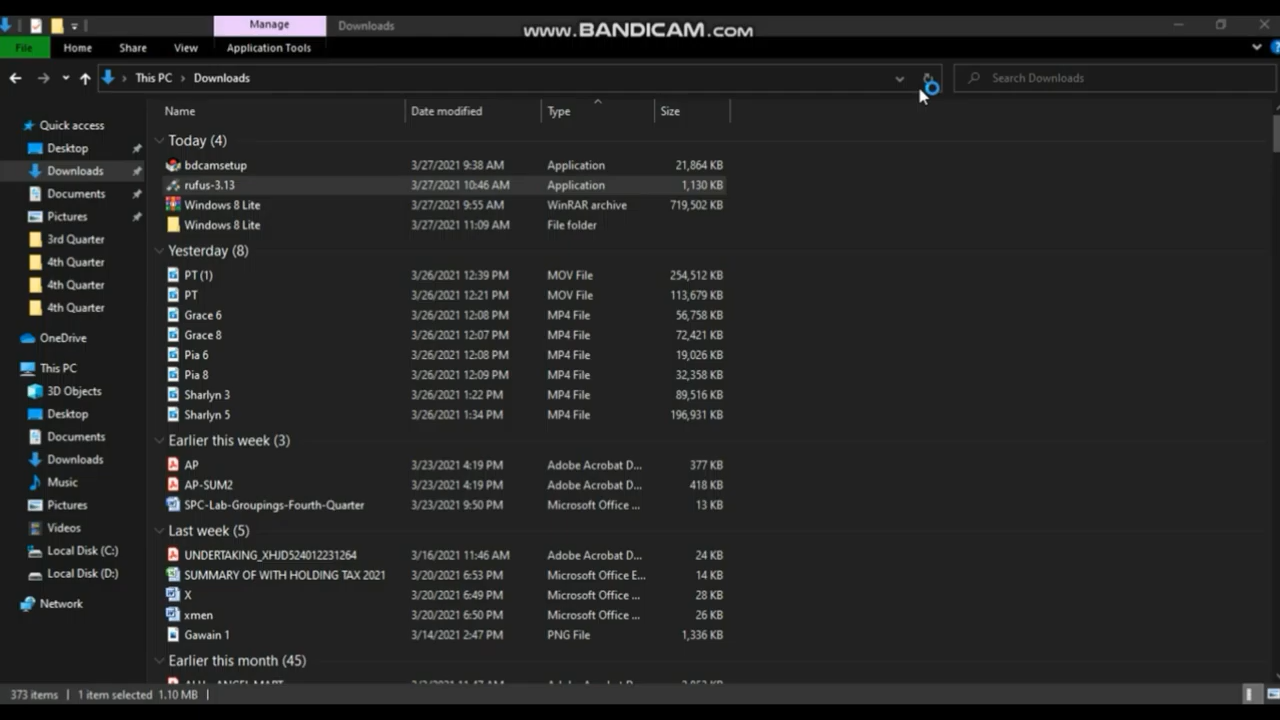 Manage
Downloads
www.BANDICAM.com
File
Home
Share
View
Application Tools
This PC
Downloads
Search Downloads
Name
Date modified
Type
Size
Quick access
Desktop
Downloads
Documents
Pictures
3rd Quarter
4th Quarter
4th Quarter
4th Quarter
OneDrive
This PC
3D Objects
Desktop
Documents
Downloads
Music
Pictures
Videos
Local Disk (C:)
Local Disk (D:)
Network
Today (4)
bdcamsetup 3/27/2021 9:38 AM Application 21,864 KB
rufus-3.13 3/27/2021 10:46 AM Application 1,130 KB
Windows 8 Lite 3/27/2021 9:55 AM WinRAR archive 719,502 KB
Windows 8 Lite 3/27/2021 11:09 AM File folder
Yesterday (8)
PT (1) 3/26/2021 12:39 PM MOV File 254,512 KB
PT 3/26/2021 12:21 PM MOV File 113,679 KB
Grace 6 3/26/2021 12:08 PM MP4 File 56,758 KB
Grace 8 3/26/2021 12:07 PM MP4 File 72,421 KB
Pia 6 3/26/2021 12:08 PM MP4 File 19,026 KB
Pia 8 3/26/2021 12:09 PM MP4 File 32,358 KB
Sharlyn 3 3/26/2021 1:22 PM MP4 File 89,516 KB
Sharlyn 5 3/26/2021 1:34 PM MP4 File 196,931 KB
Earlier this week (3)
AP 3/23/2021 4:19 PM Adobe Acrobat D... 377 KB
AP-SUM2 3/23/2021 4:19 PM Adobe Acrobat D... 418 KB
SPC-Lab-Groupings-Fourth-Quarter 3/23/2021 9:50 PM Microsoft Office ... 13 KB
Last week (5)
UNDERTAKING_XHJD524012231264 3/16/2021 11:46 AM Adobe Acrobat D... 24 KB
SUMMARY OF WITH HOLDING TAX 2021 3/20/2021 6:53 PM Microsoft Office E... 14 KB
X 3/20/2021 6:49 PM Microsoft Office ... 28 KB
xmen 3/20/2021 6:50 PM Microsoft Office ... 26 KB
Gawain 1 3/14/2021 2:47 PM PNG File 1,336 KB
Earlier this month (45)
373 items
1 item selected 1.10 MB